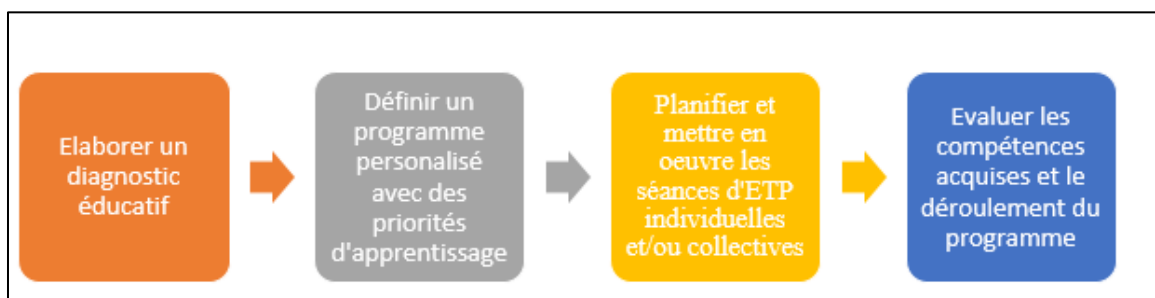 Elaborer un
diagnostic
éducatif
Définir un
programme
personalisé
avec des
priorités
d'apprentissage
Planifier et
mettre en
oeuvre les
séances d'ETP
individuelles
et/ou collectives
Evaluer les
compétences
acquises et le
déroulement du
programme